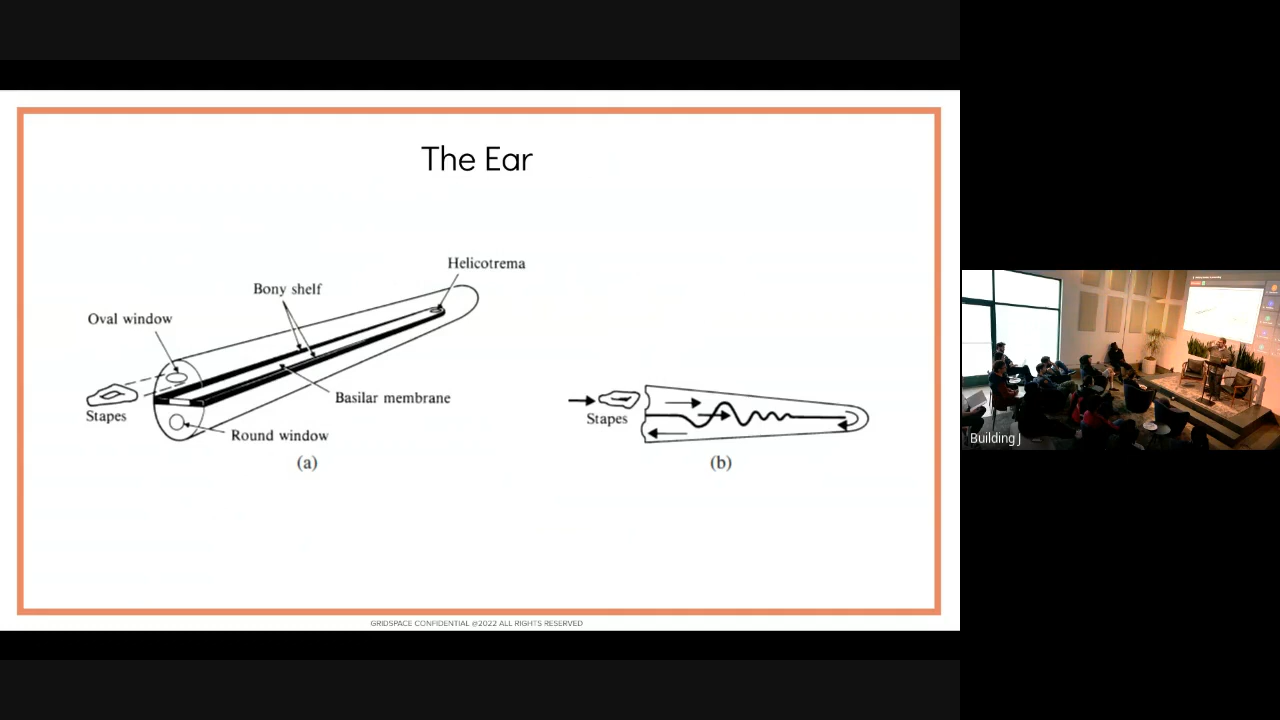 The Ear
Helicotrema
Bony shelf
Oval window
Basilar membrane
Stapes
Round window
(a)
Stapes
(b)
GRIDSPACE CONFIDENTIAL @2022 ALL RIGHTS RESERVED
Building J